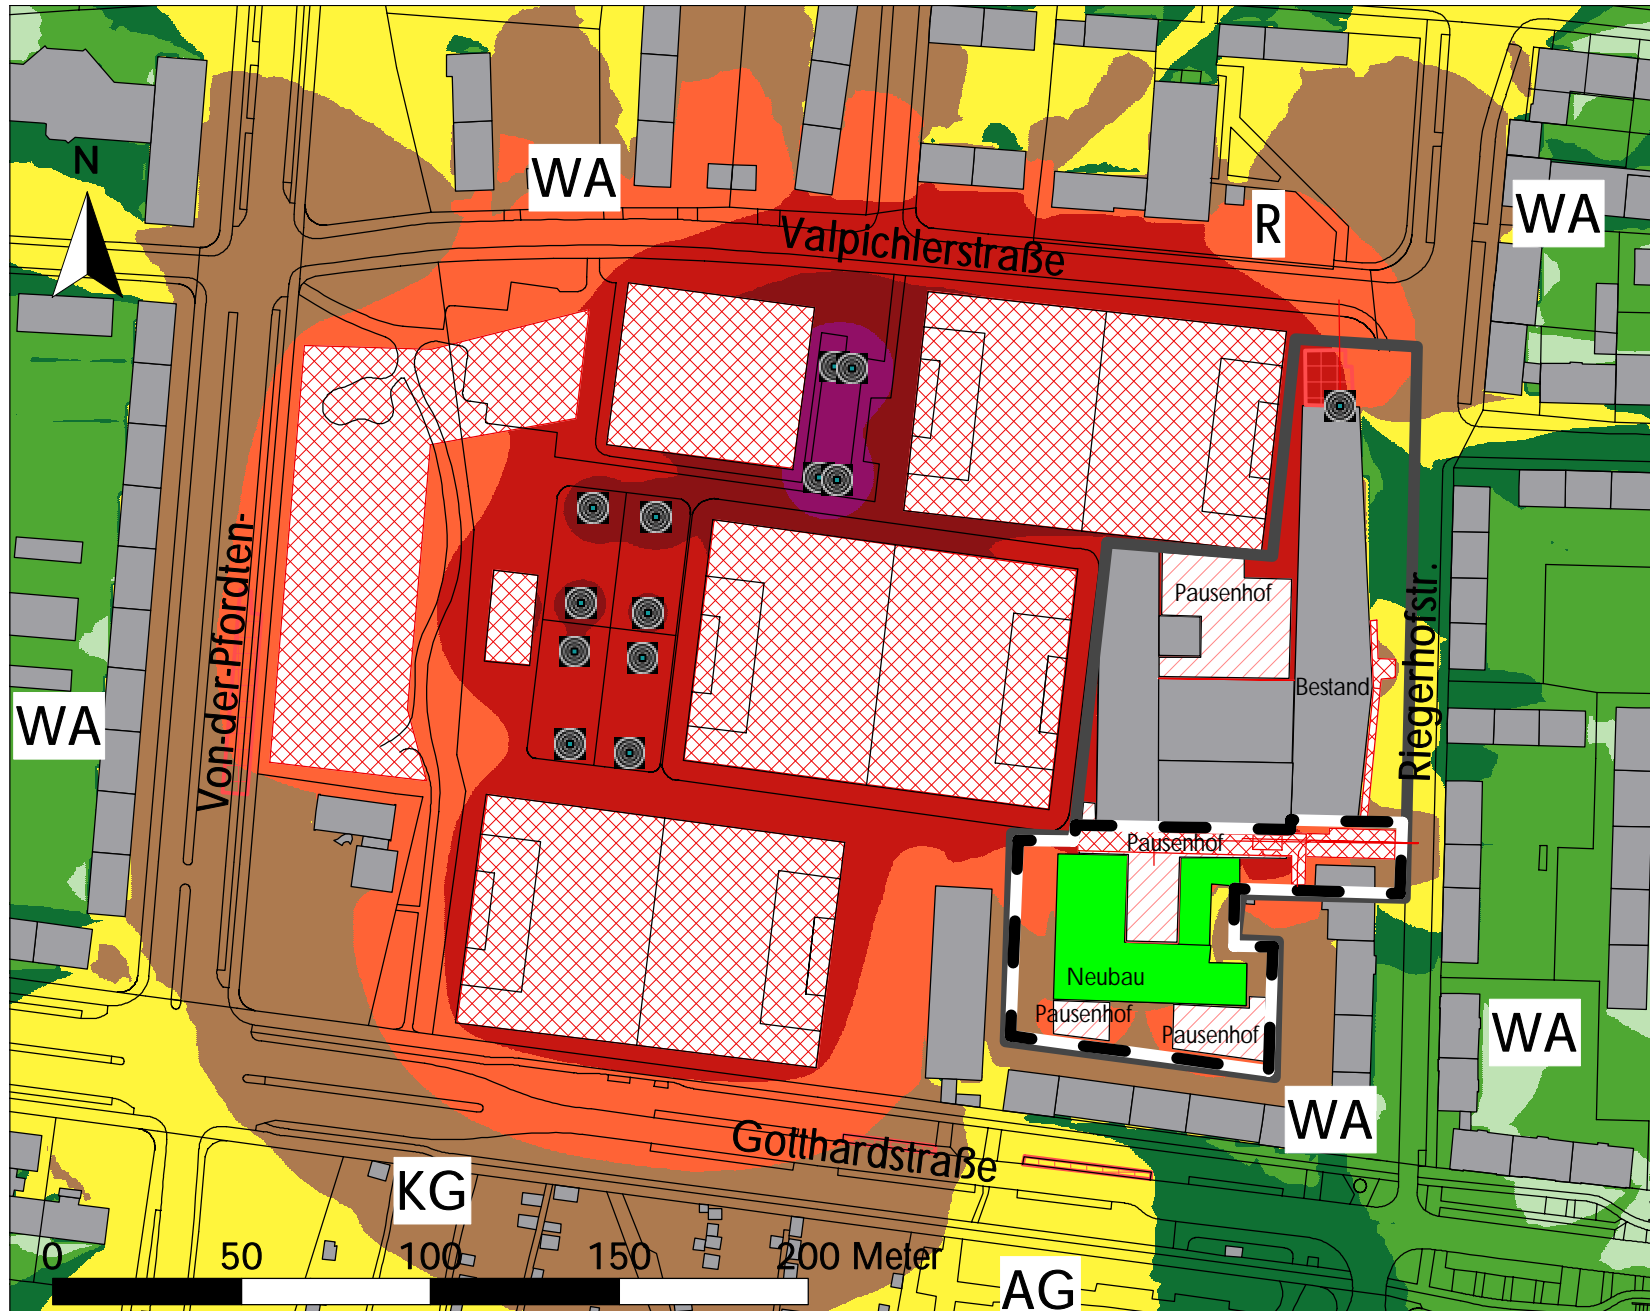 N
WA
R
WA
Valpichlerstraße
Pausenhof
Bestand
Riegerhofstr.
Von-der-Pfordten-
WA
Pausenhof
Neubau
Pausenhof
Pausenhof
WA
WA
Gotthardstraße
KG
AG
0 50 100 150 200 Meter